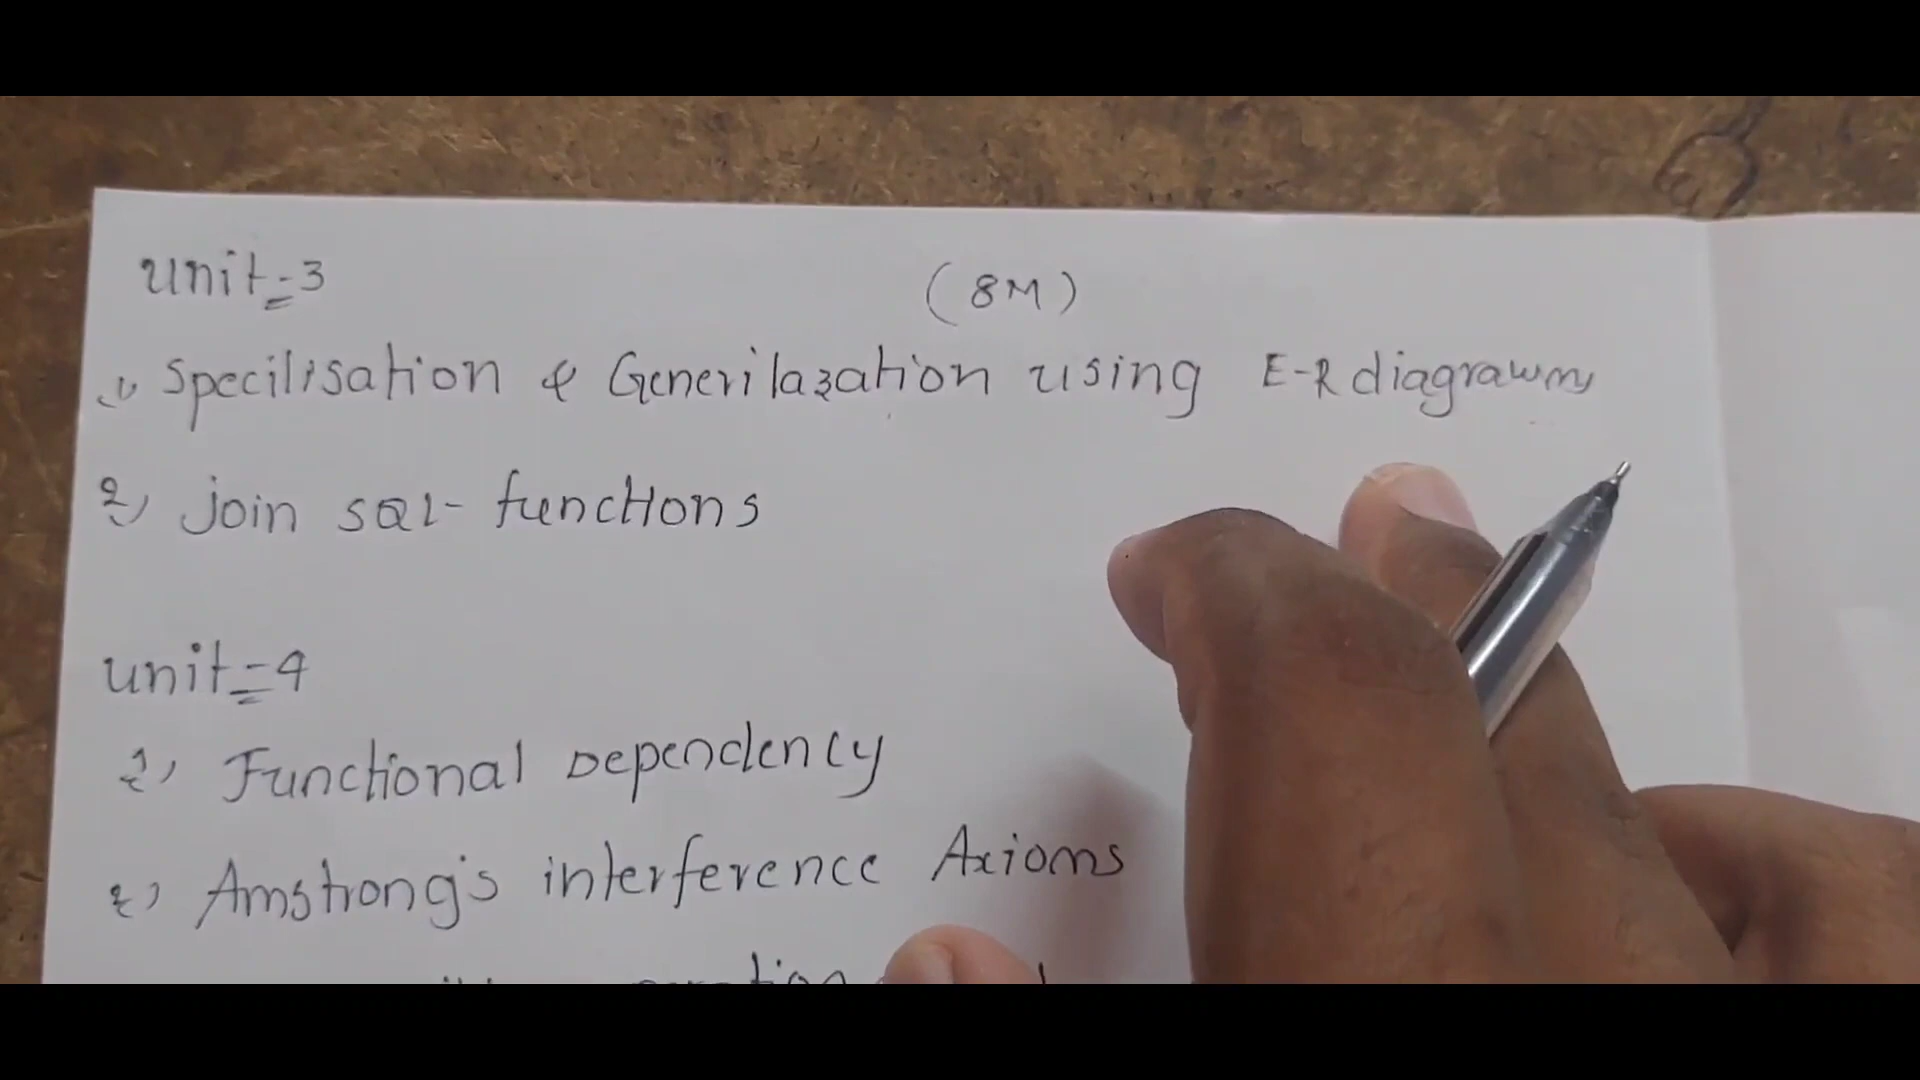 Unit-3
(8M)
1) Specilisation & Generilazation using E-R diagrawms
2) Join SQL- functions
Unit-4
1) Functional Dependency
2) Amstrong's interference Axioms